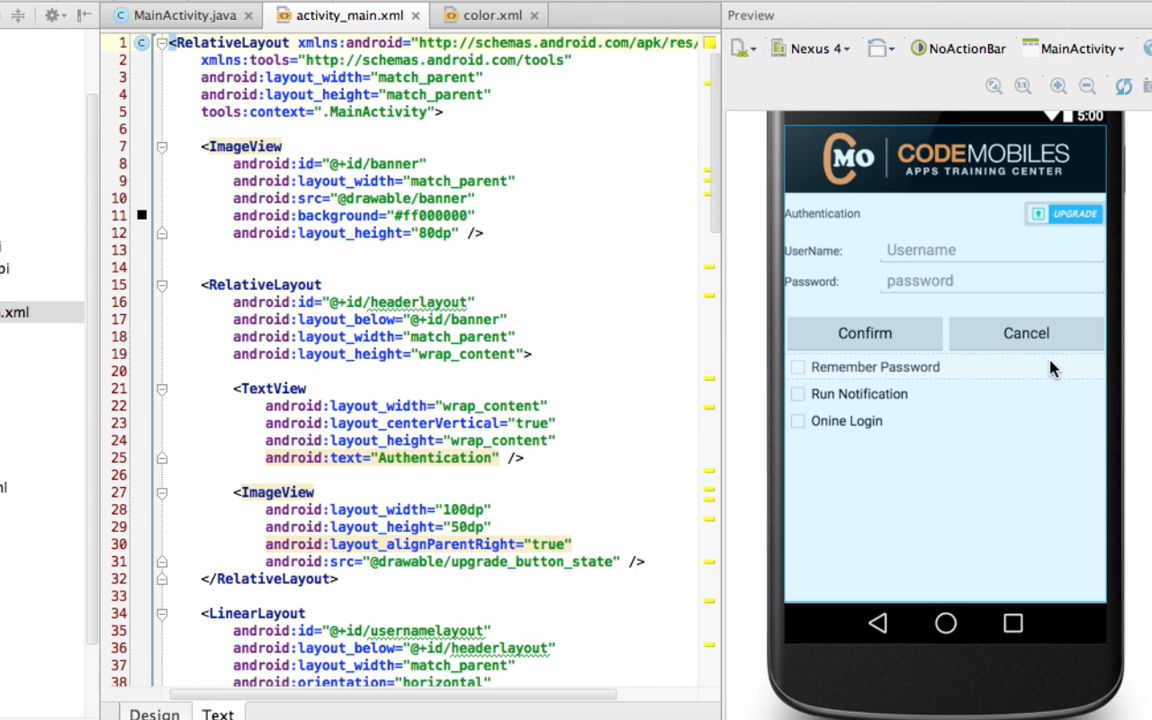 MainActivity.java
activity_main.xml
color.xml
Preview
Nexus 4
NoActionBar
MainActivity
1 <RelativeLayout xmlns:android="http://schemas.android.com/apk/res/
2 xmlns:tools="http://schemas.android.com/tools"
3 android:layout_width="match_parent"
4 android:layout_height="match_parent"
5 tools:context=".MainActivity">
6
7 <ImageView
8 android:id="@+id/banner"
9 android:layout_width="match_parent"
10 android:src="@drawable/banner"
11 android:background="#ff000000"
12 android:layout_height="80dp" />
13
14
15 <RelativeLayout
16 android:id="@+id/headerlayout"
17 android:layout_below="@+id/banner"
18 android:layout_width="match_parent"
19 android:layout_height="wrap_content">
20
21 <TextView
22 android:layout_width="wrap_content"
23 android:layout_centerVertical="true"
24 android:layout_height="wrap_content"
25 android:text="Authentication" />
26
27 <ImageView
28 android:layout_width="100dp"
29 android:layout_height="50dp"
30 android:layout_alignParentRight="true"
31 android:src="@drawable/upgrade_button_state" />
32 </RelativeLayout>
33
34 <LinearLayout
35 android:id="@+id/usernamelayout"
36 android:layout_below="@+id/headerlayout"
37 android:layout_width="match_parent"
38 android:orientation="horizontal"
Design Text
.xml
5:00
CMO CODEMOBILES
APPS TRAINING CENTER
Authentication UPGRADE
UserName: Username
Password: password
Confirm Cancel
Remember Password
Run Notification
Onine Login